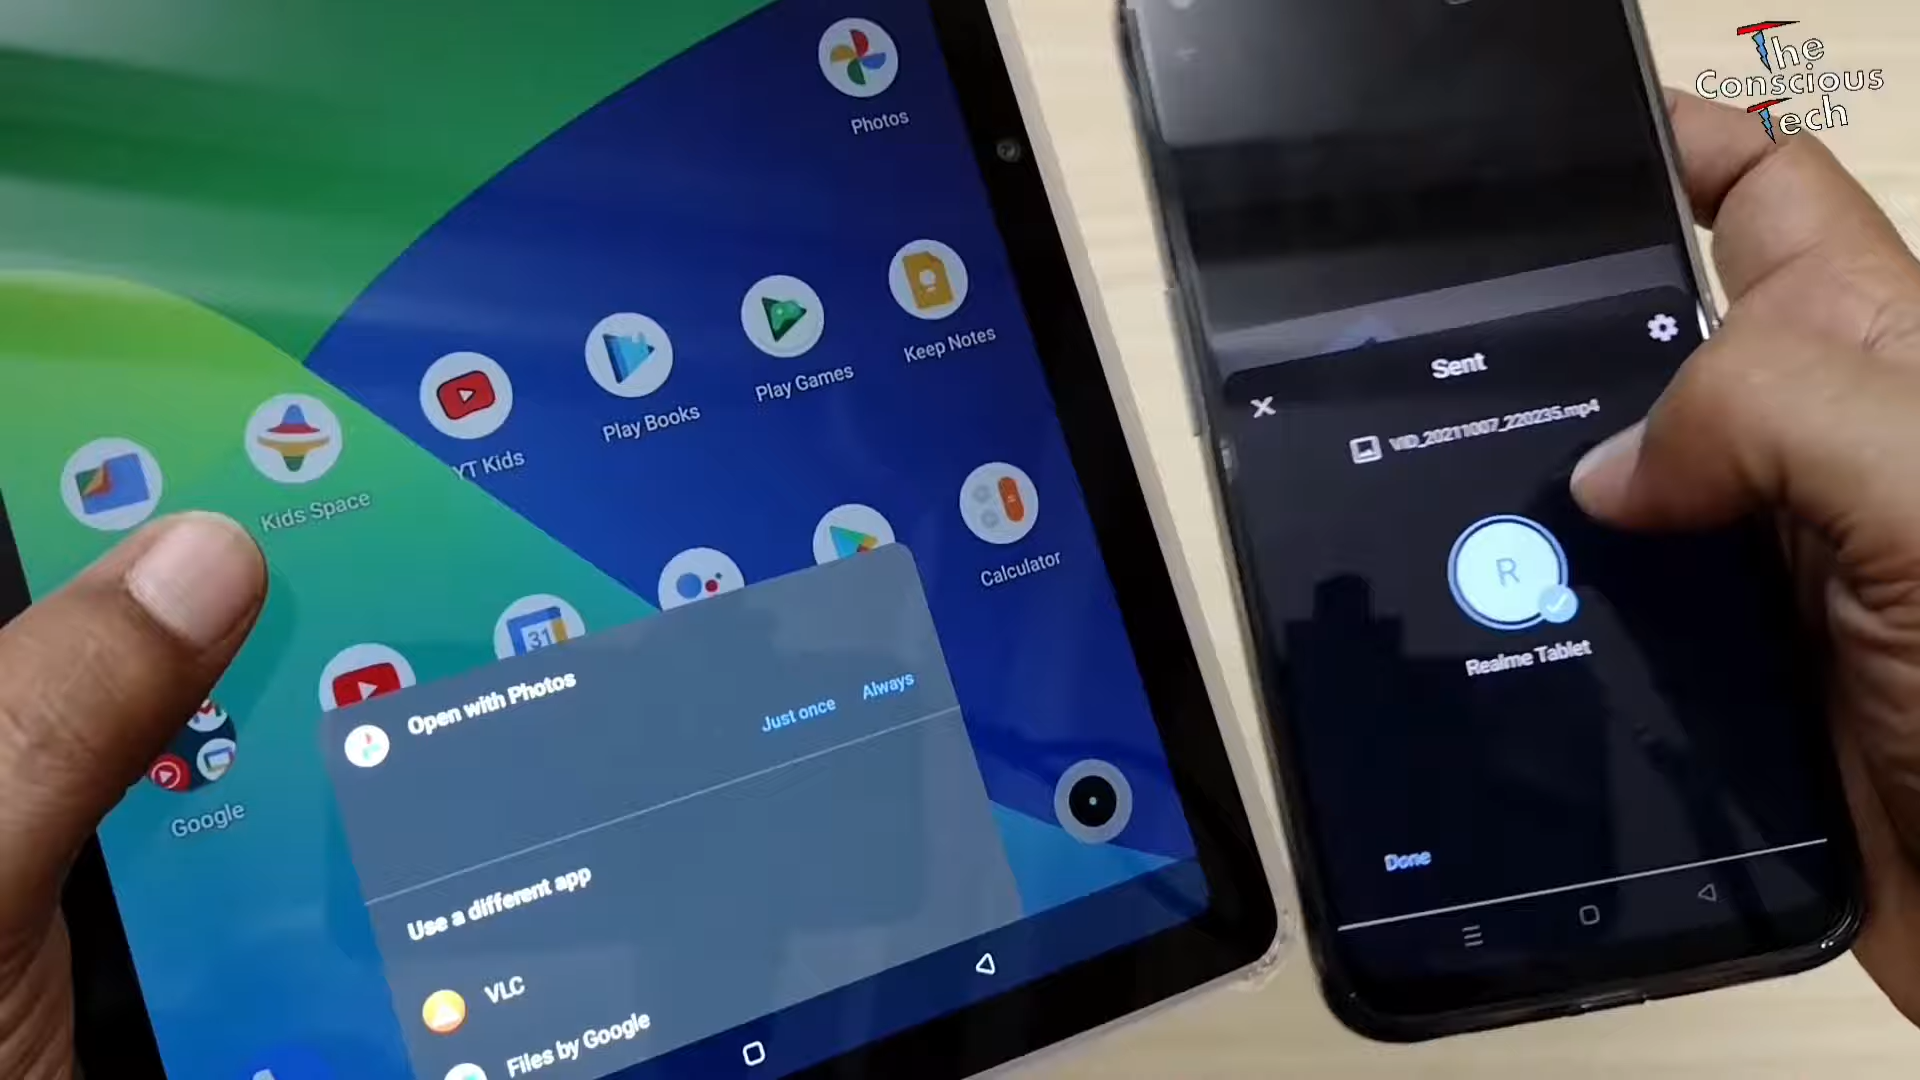 The
Conscious
Tech
Photos
Keep Notes
Play Games
Play Books
YT Kids
Kids Space
Calculator
31
Google
Open with Photos
Just once
Always
Use a different app
VLC
Files by Google
Sent
VID_20211007_220235.mp4
R
Realme Tablet
Done